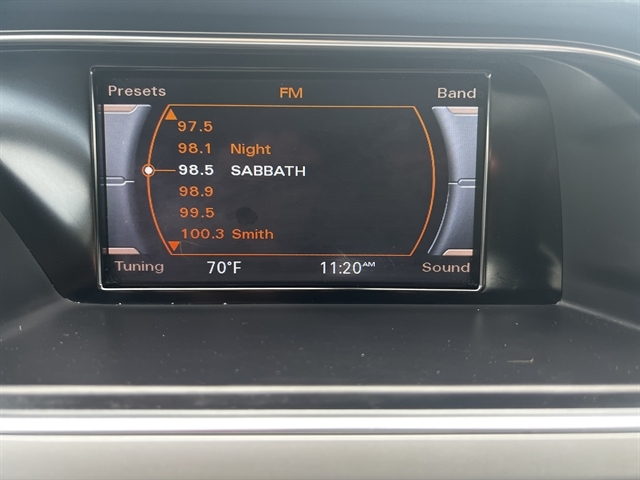 Presets FM Band
97.5
98.1 Night
98.5 SABBATH
98.9
99.5
100.3 Smith
Tuning 70°F 11:20AM Sound